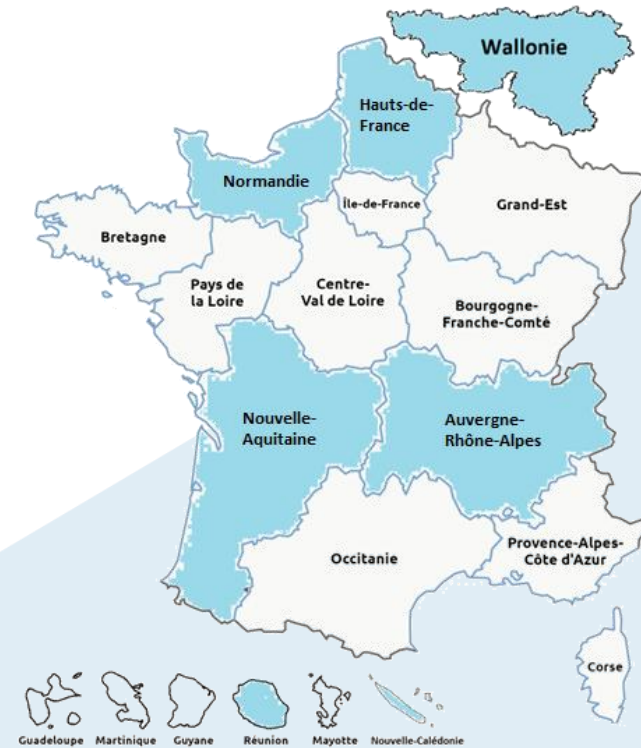 Wallonie
Hauts-de-
France
Normandie
Île-de-France
Grand-Est
Bretagne
Pays de
la Loire
Centre-
Val de Loire
Bourgogne-
Franche-Comté
Nouvelle-
Aquitaine
Auvergne-
Rhône-Alpes
Occitanie
Provence-Alpes-
Côte d'Azur
Corse
Guadeloupe
Martinique
Guyane
Réunion
Mayotte
Nouvelle-Calédonie